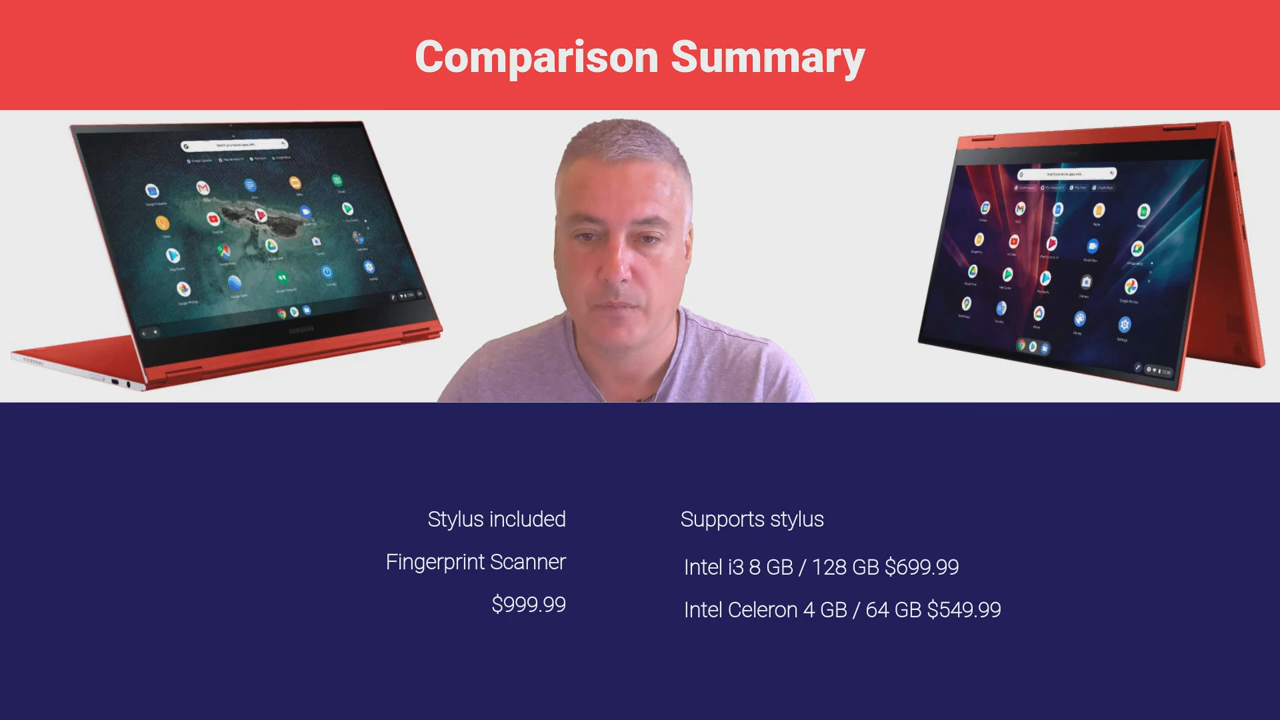 Comparison Summary
SAMSUNG
Stylus included
Fingerprint Scanner
$999.99
Supports stylus
Intel i3 8 GB / 128 GB $699.99
Intel Celeron 4 GB / 64 GB $549.99